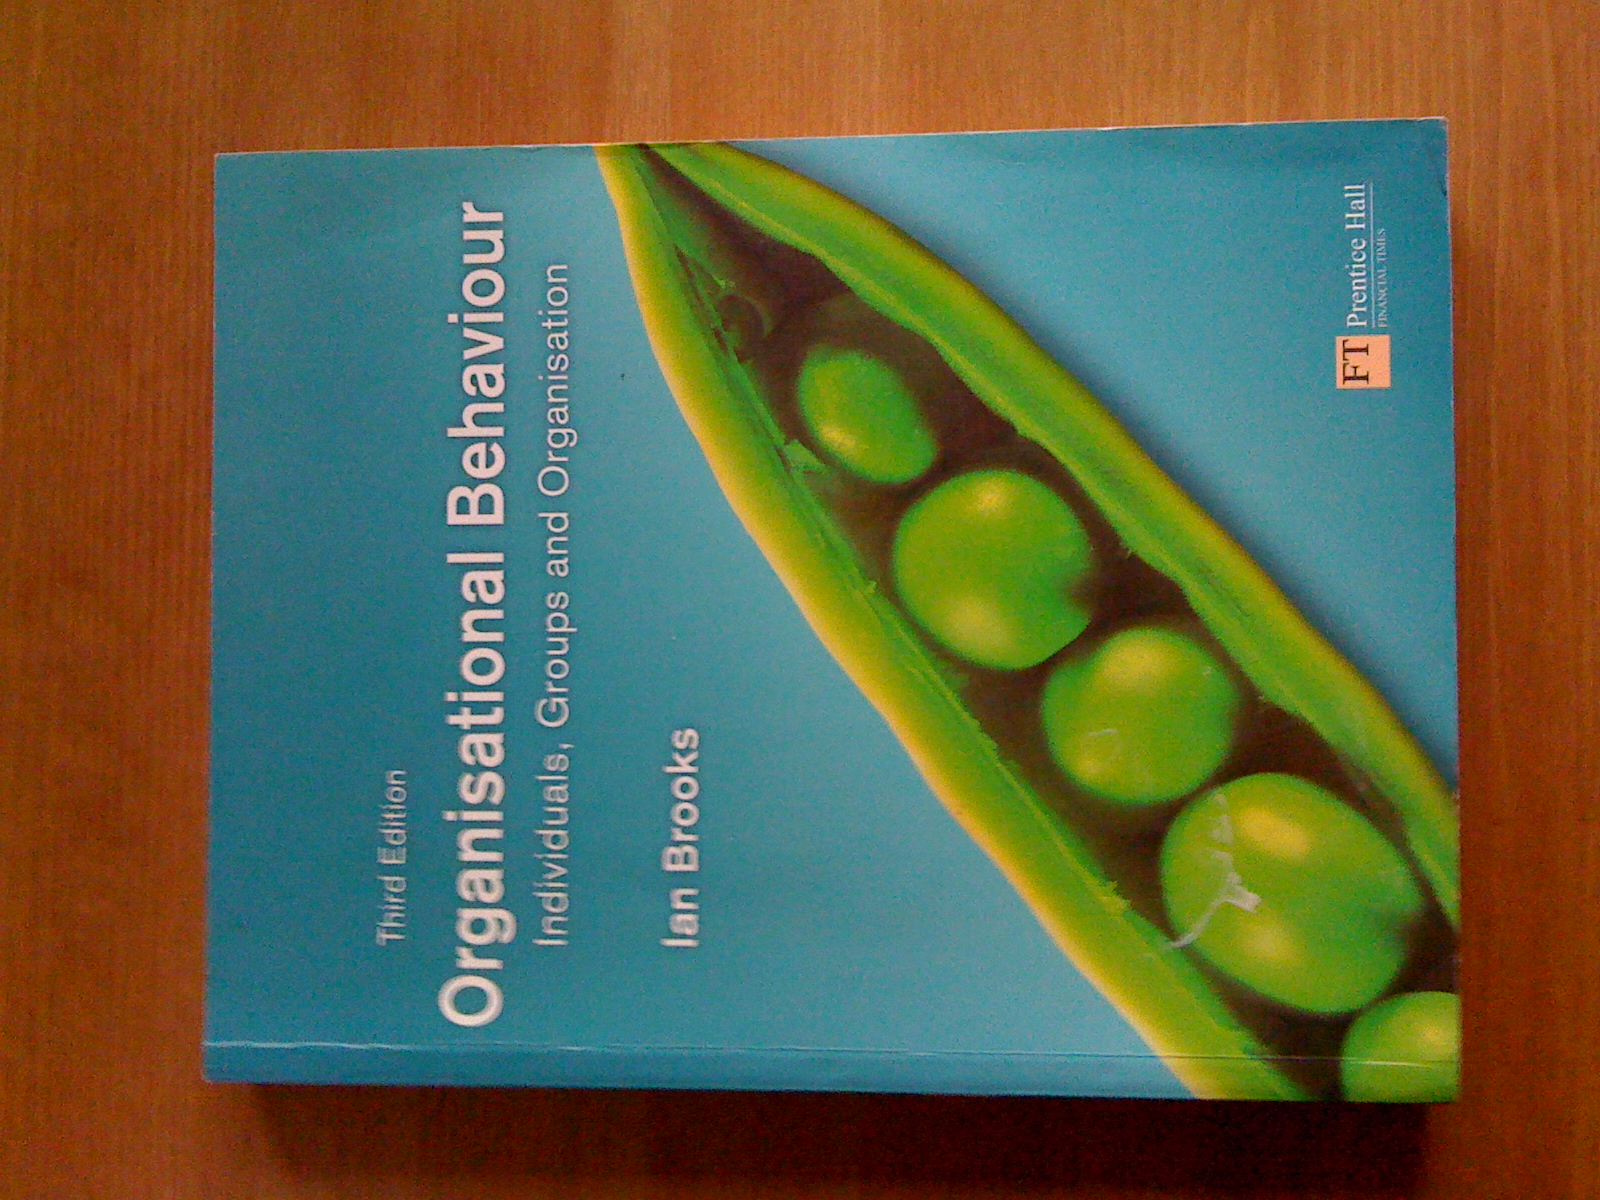 Third Edition
Organisational Behaviour
Individuals, Groups and Organisation
Ian Brooks
FT Prentice Hall
FINANCIAL TIMES